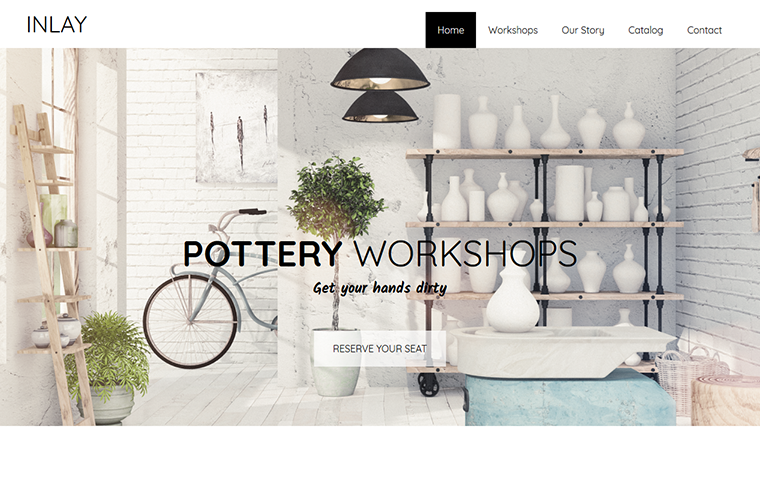 INLAY
Home Workshops Our Story Catalog Contact
POTTERY WORKSHOPS
Get your hands dirty
RESERVE YOUR SEAT